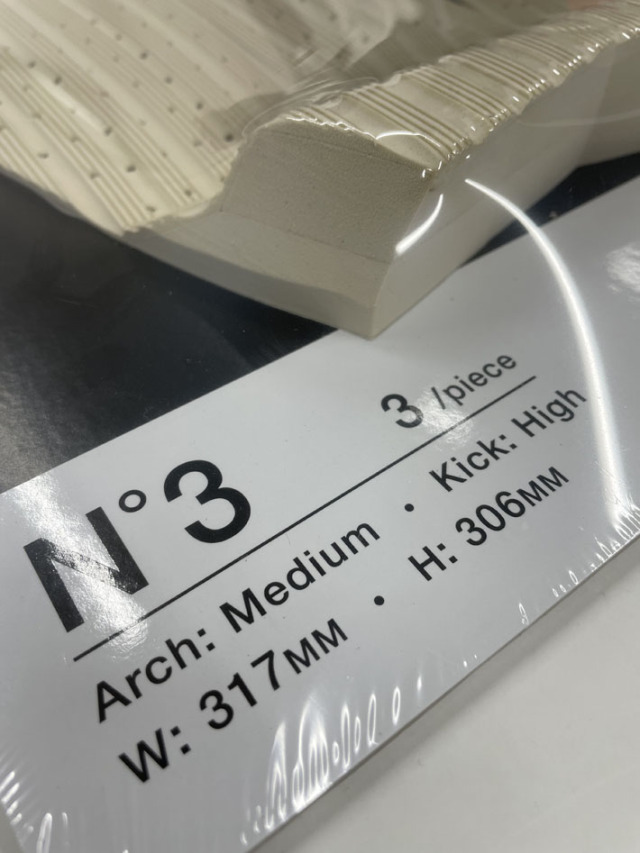 N°3
3 /piece
Arch: Medium • Kick: High
W: 317MM • H: 306MM